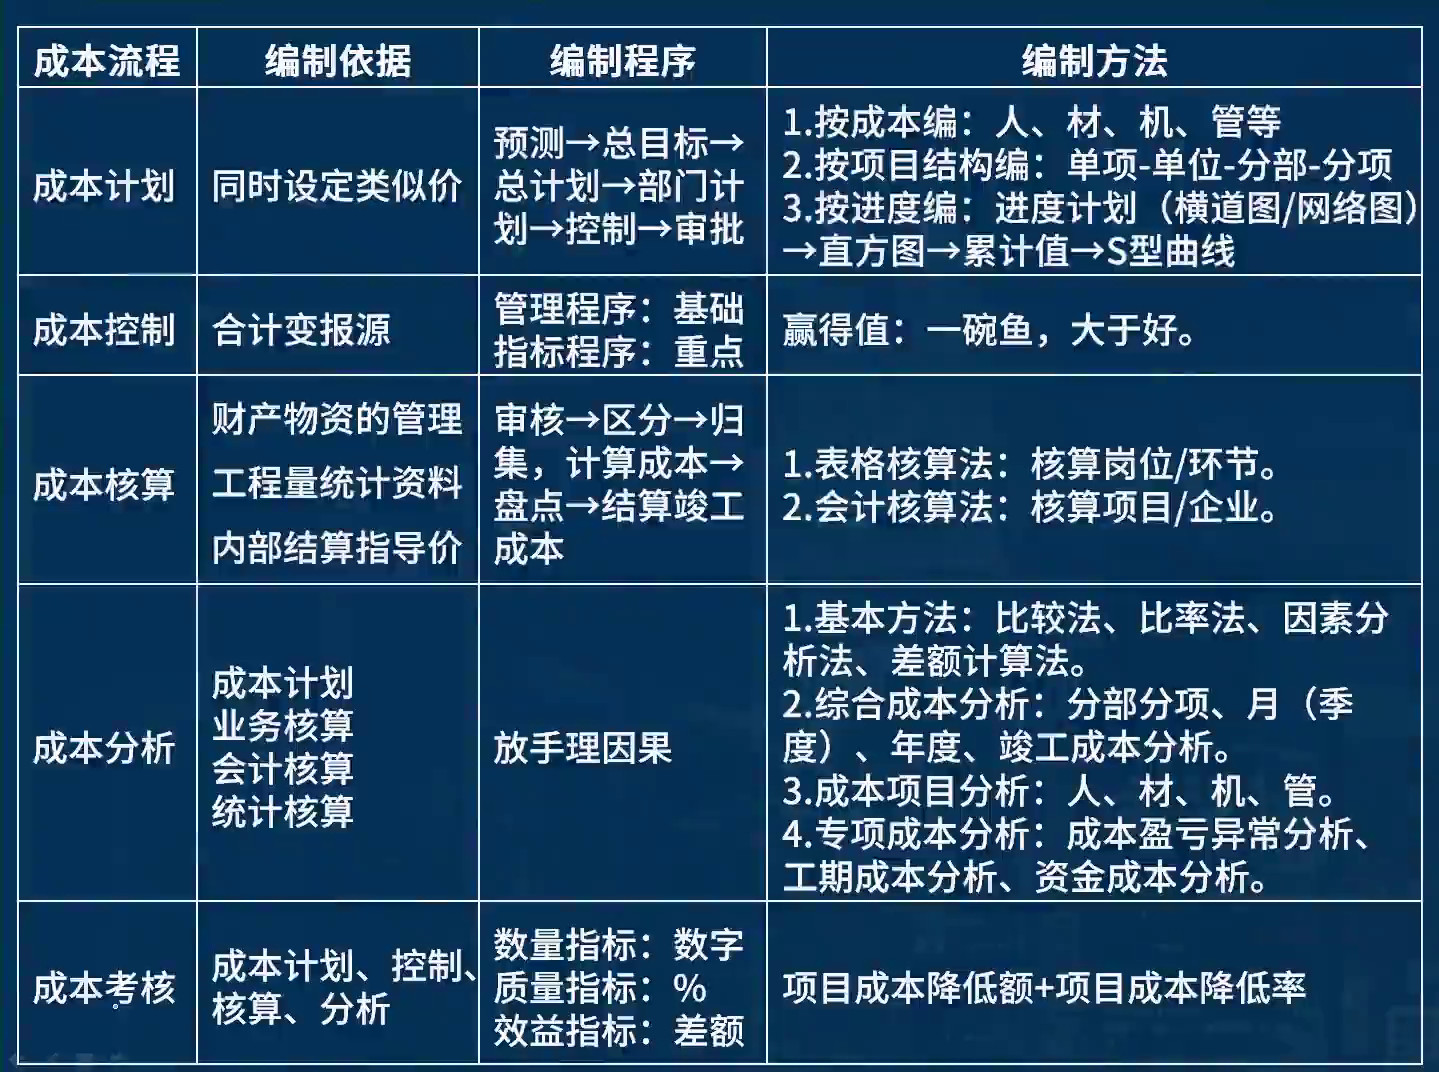 成本流程 编制依据 编制程序 编制方法
成本计划
同时设定类似价
预测→总目标→
总计划→部门计
划→控制→审批
1.按成本编：人、材、机、管等
2.按项目结构编：单项-单位-分部-分项
3.按进度编：进度计划（横道图/网络图）
→直方图→累计值→S型曲线
成本控制
合计变报源
管理程序：基础
指标程序：重点
赢得值：一碗鱼，大于好。
成本核算
财产物资的管理
工程量统计资料
内部结算指导价
审核→区分→归
集，计算成本→
盘点→结算竣工
成本
1.表格核算法：核算岗位/环节。
2.会计核算法：核算项目/企业。
成本分析
成本计划
业务核算
会计核算
统计核算
放手理因果
1.基本方法：比较法、比率法、因素分
析法、差额计算法。
2.综合成本分析：分部分项、月（季
度）、年度、竣工成本分析。
3.成本项目分析：人、材、机、管。
4.专项成本分析：成本盈亏异常分析、
工期成本分析、资金成本分析。
成本考核
成本计划、控制、
核算、分析
数量指标：数字
质量指标：%
效益指标：差额
项目成本降低额+项目成本降低率